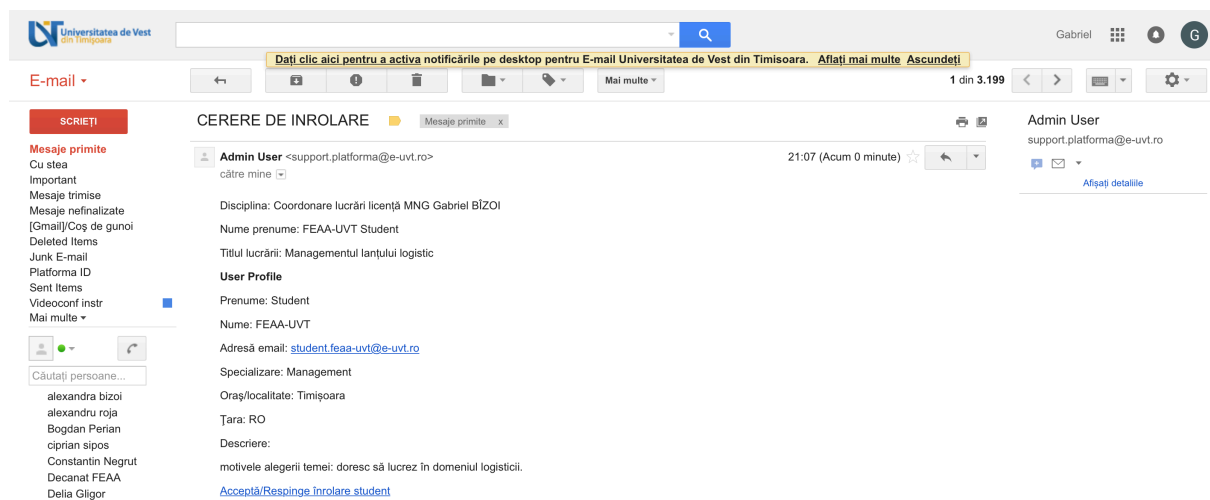 Universitatea de Vest
din Timișoara
Gabriel
G
Dați clic aici pentru a activa notificările pe desktop pentru E-mail Universitatea de Vest din Timisoara. Aflați mai multe Ascundeți
E-mail
Mai multe
1 din 3.199
SCRIEȚI
Mesaje primite
Cu stea
Important
Mesaje trimise
Mesaje nefinalizate
[Gmail]/Coş de gunoi
Deleted Items
Junk E-mail
Platforma ID
Sent Items
Videoconf instr
Mai multe
Căutați persoane...
alexandra bizoi
alexandru roja
Bogdan Perian
ciprian sipos
Constantin Negrut
Decanat FEAA
Delia Gligor
CERERE DE INROLARE
Mesaje primite x
Admin User <support.platforma@e-uvt.ro>
21:07 (Acum 0 minute)
către mine
Disciplina: Coordonare lucrări licență MNG Gabriel BÎZOI
Nume prenume: FEAA-UVT Student
Titlul lucrării: Managementul lanțului logistic
User Profile
Prenume: Student
Nume: FEAA-UVT
Adresă email: student.feaa-uvt@e-uvt.ro
Specializare: Management
Oraş/localitate: Timișoara
Ţara: RO
Descriere:
motivele alegerii temei: doresc să lucrez în domeniul logisticii.
Acceptă/Respinge înrolare student
Admin User
support.platforma@e-uvt.ro
Afișați detaliile